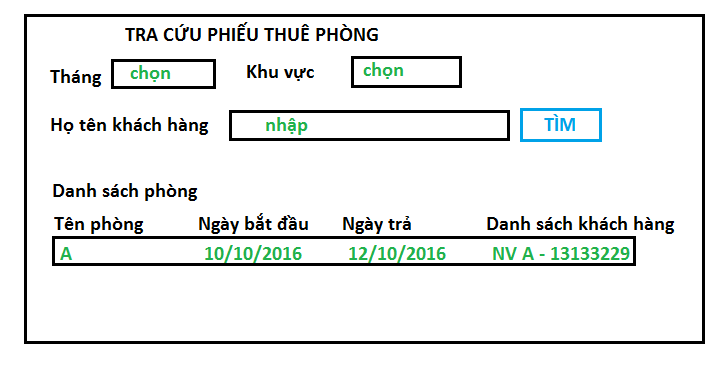 TRA CỨU PHIẾU THUÊ PHÒNG
Tháng chọn Khu vực chọn
Họ tên khách hàng nhập TÌM
Danh sách phòng
Tên phòng Ngày bắt đầu Ngày trả Danh sách khách hàng
A 10/10/2016 12/10/2016 NV A - 13133229